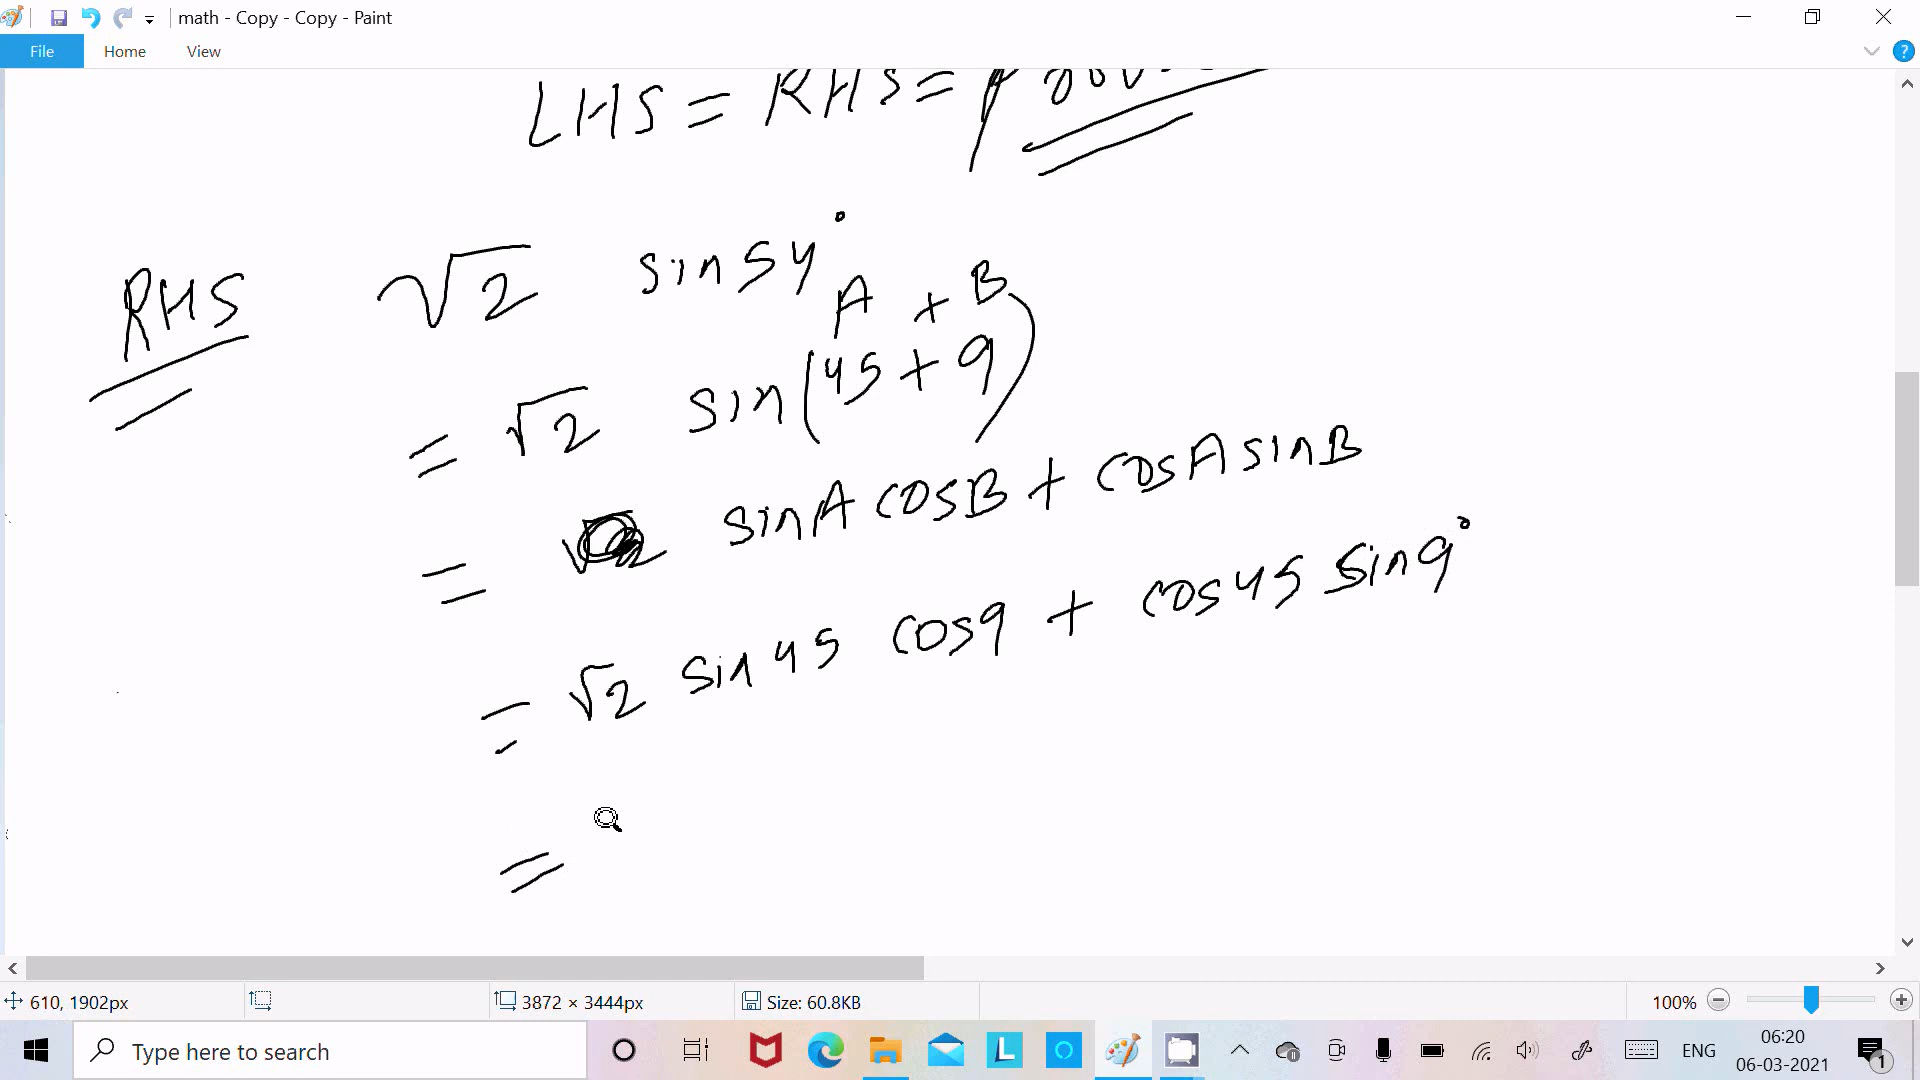 math - Copy - Copy - Paint
File Home View
LHS = RHS =
RHS √2 sin54°
A + B
= √2 sin(45+9)
= sinA cosB + cosA sinB
= √2 sin45 cos9 + cos45 sin9°
=
610, 1902px 3872 × 3444px Size: 60.8KB 100%
Type here to search
ENG
06:20
06-03-2021
1